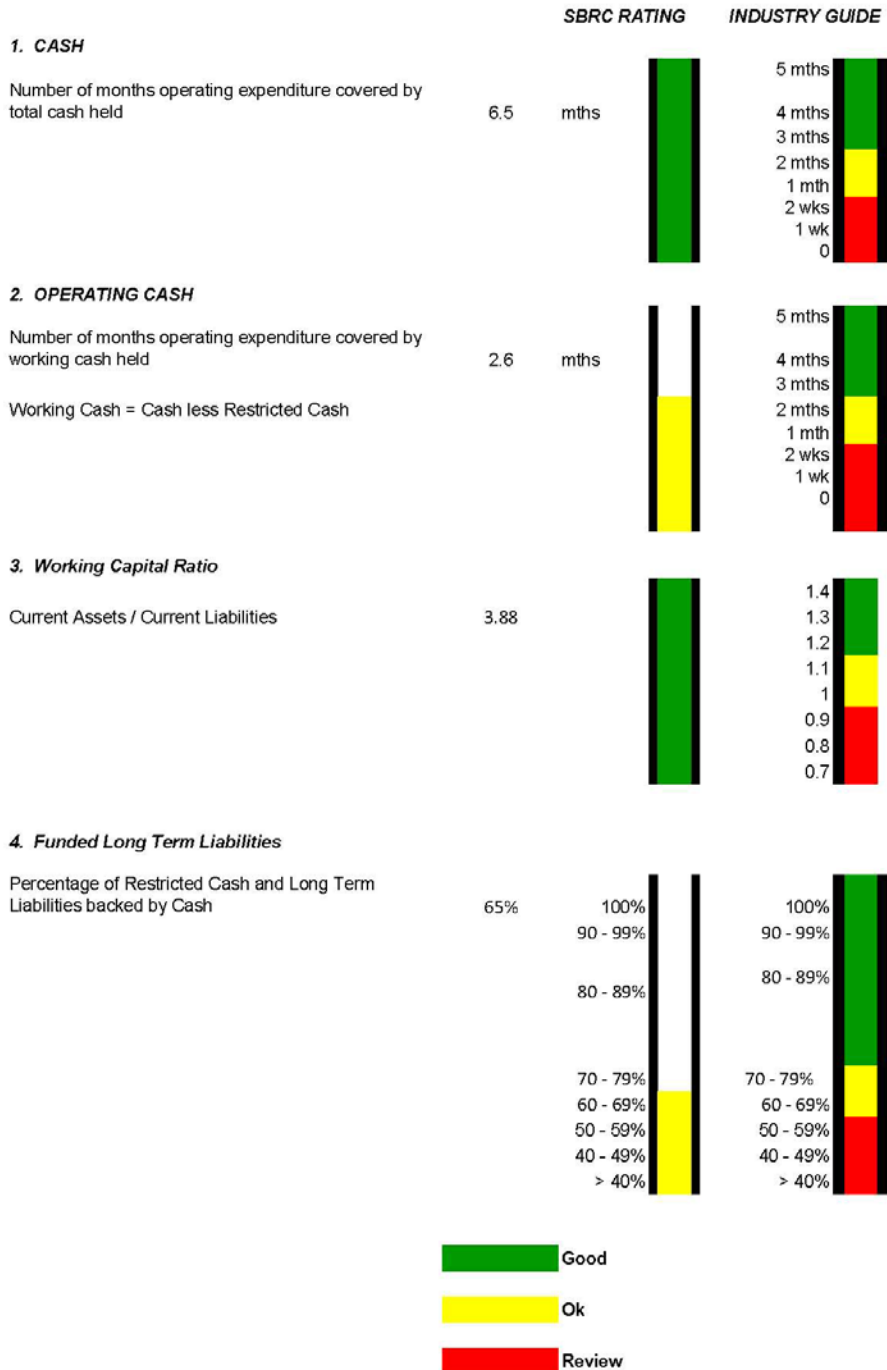 SBRC RATING INDUSTRY GUIDE
1. CASH
Number of months operating expenditure covered by
total cash held
6.5 mths
5 mths
4 mths
3 mths
2 mths
1 mth
2 wks
1 wk
0
2. OPERATING CASH
Number of months operating expenditure covered by
working cash held
2.6 mths
Working Cash = Cash less Restricted Cash
5 mths
4 mths
3 mths
2 mths
1 mth
2 wks
1 wk
0
3. Working Capital Ratio
Current Assets / Current Liabilities
3.88
1.4
1.3
1.2
1.1
1
0.9
0.8
0.7
4. Funded Long Term Liabilities
Percentage of Restricted Cash and Long Term
Liabilities backed by Cash
65%
100% 100%
90 - 99% 90 - 99%
80 - 89% 80 - 89%
70 - 79% 70 - 79%
60 - 69% 60 - 69%
50 - 59% 50 - 59%
40 - 49% 40 - 49%
> 40% > 40%
Good
Ok
Review